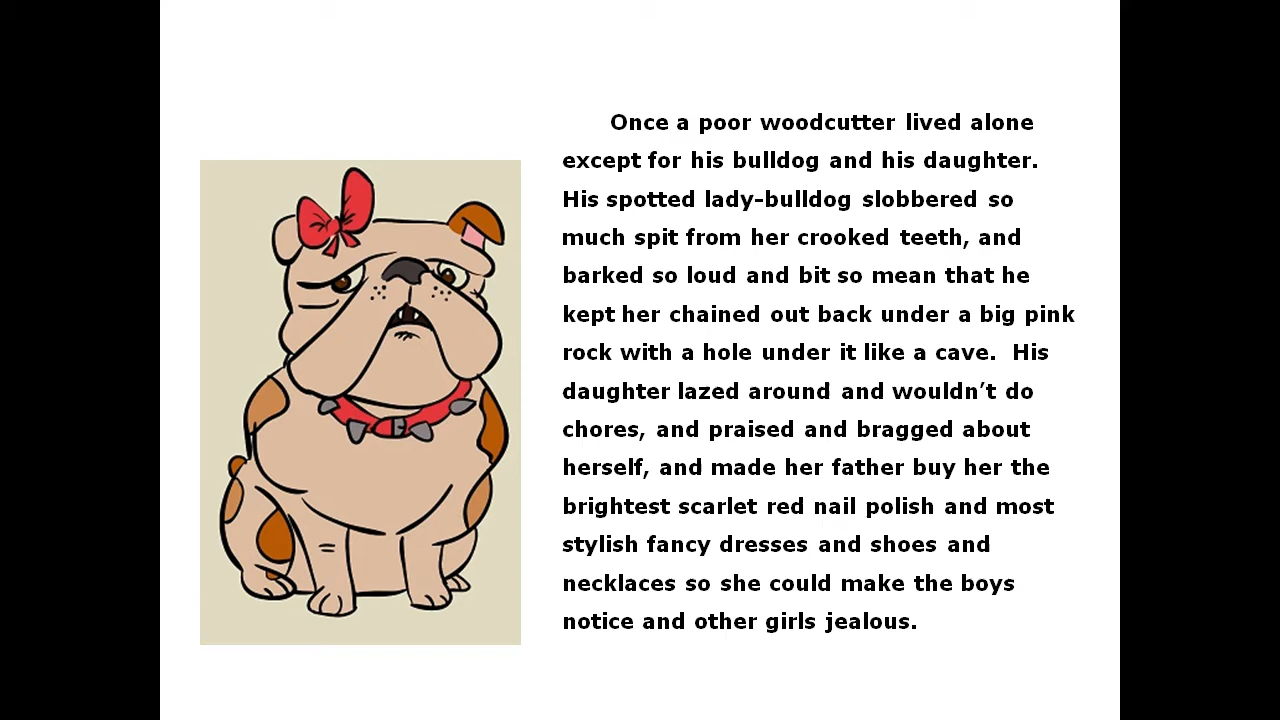 Once a poor woodcutter lived alone
except for his bulldog and his daughter.
His spotted lady-bulldog slobbered so
much spit from her crooked teeth, and
barked so loud and bit so mean that he
kept her chained out back under a big pink
rock with a hole under it like a cave.  His
daughter lazed around and wouldn’t do
chores, and praised and bragged about
herself, and made her father buy her the
brightest scarlet red nail polish and most
stylish fancy dresses and shoes and
necklaces so she could make the boys
notice and other girls jealous.